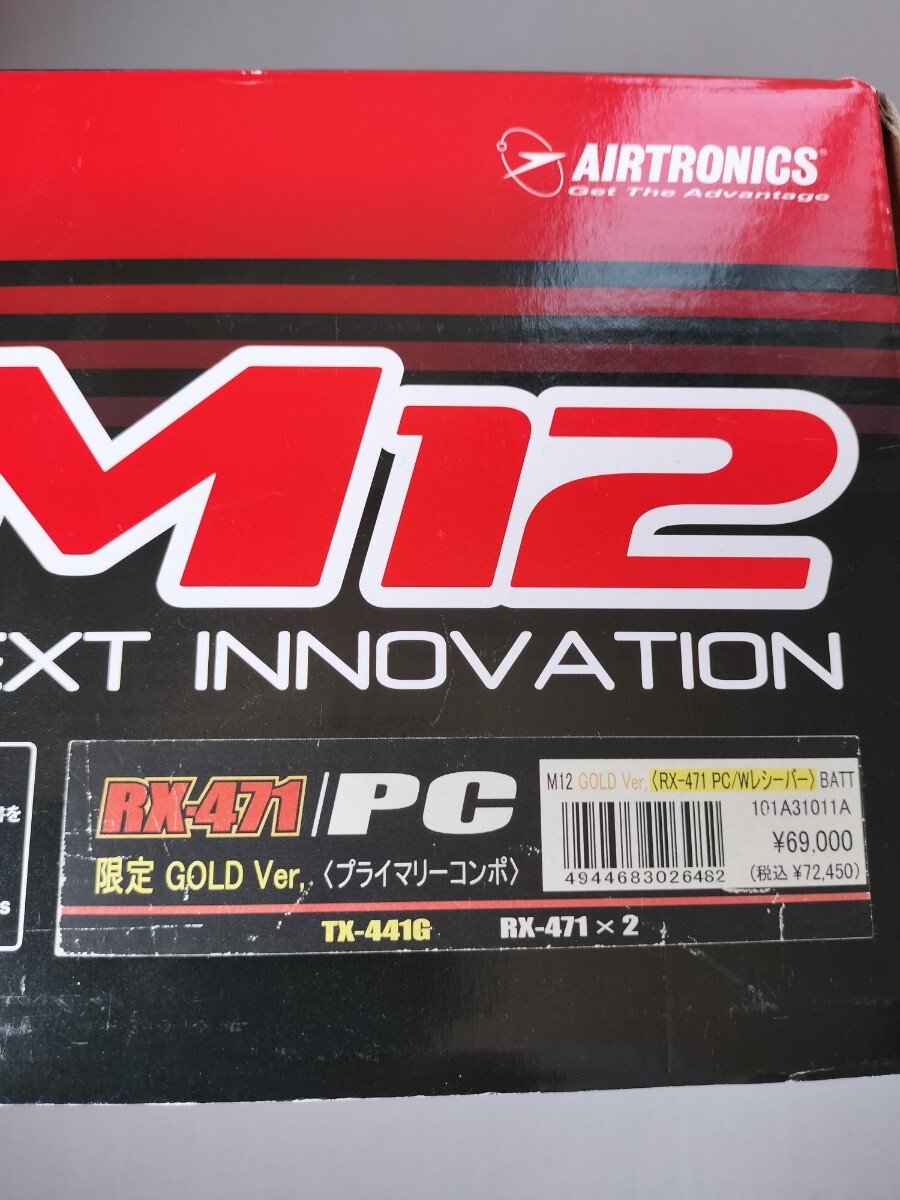 AIRTRONICS®
Get The Advantage
M12
EXT INNOVATION
RX-471/PC
限定 GOLD Ver,〈プライマリーコンポ〉
TX-441G RX-471×2
M12 GOLD Ver,〈RX-471 PC/Wレシーバー〉BATT
101A31011A
¥69,000
4944683026482 (税込 ¥72,450)
を
s